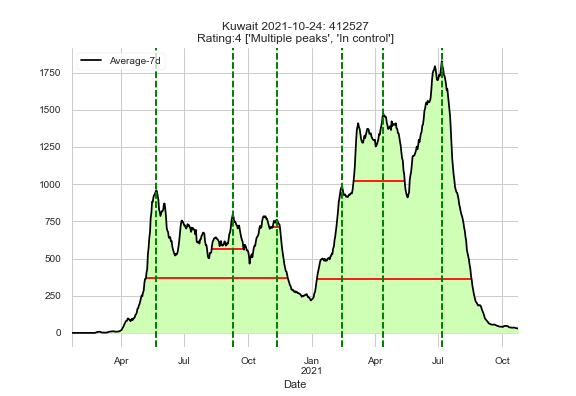 Kuwait 2021-10-24: 412527
Rating:4 ['Multiple peaks', 'In control']
Average-7d
1750
1500
1250
1000
750
500
250
0
Apr Jul Oct Jan Apr Jul Oct
2021
Date